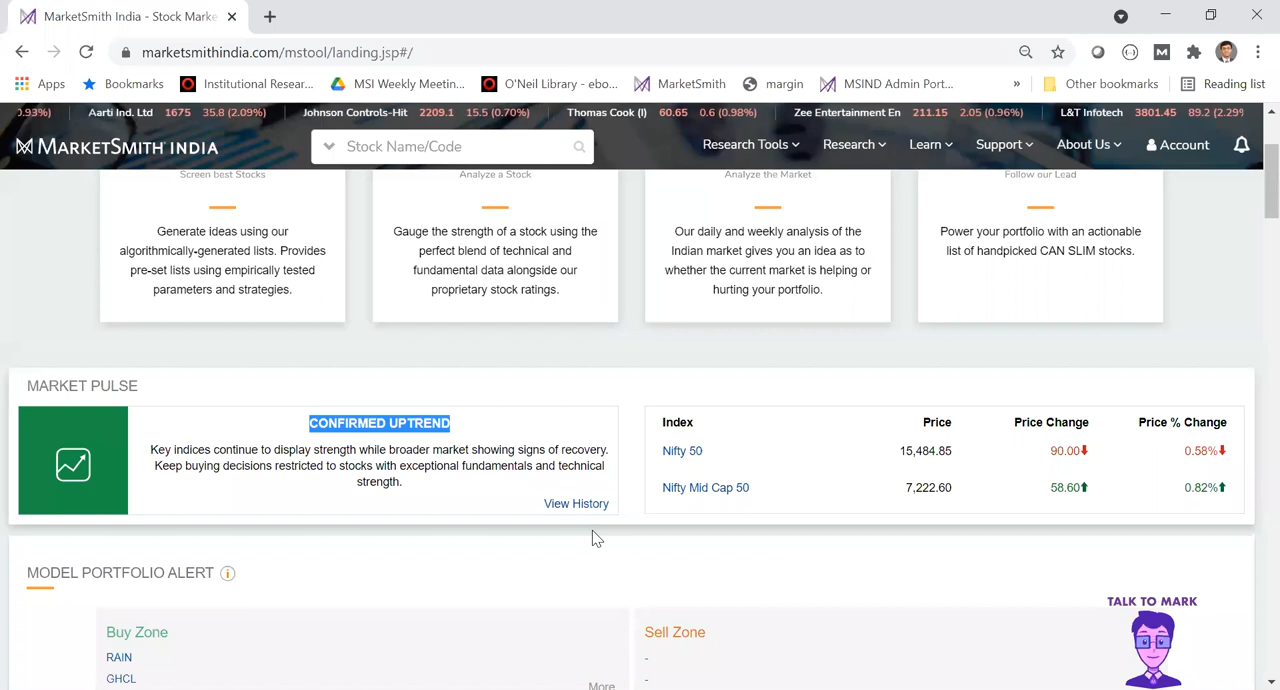 MarketSmith India - Stock Marke
marketsmithindia.com/mstool/landing.jsp#/
Apps Bookmarks Institutional Resear... MSI Weekly Meetin... O'Neil Library - ebo... MarketSmith margin MSIND Admin Port... » Other bookmarks Reading list
0.93%) Aarti Ind. Ltd 1675 35.8 (2.09%) Johnson Controls-Hit 2209.1 15.5 (0.70%) Thomas Cook (I) 60.65 0.6 (0.98%) Zee Entertainment En 211.15 2.05 (0.96%) L&T Infotech 3801.45 89.2 (2.29%
MARKETSMITH INDIA Stock Name/Code Research Tools Research Learn Support About Us Account
Screen best Stocks
Generate ideas using our
algorithmically-generated lists. Provides
pre-set lists using empirically tested
parameters and strategies.
Analyze a Stock
Gauge the strength of a stock using the
perfect blend of technical and
fundamental data alongside our
proprietary stock ratings.
Analyze the Market
Our daily and weekly analysis of the
Indian market gives you an idea as to
whether the current market is helping or
hurting your portfolio.
Follow our Lead
Power your portfolio with an actionable
list of handpicked CAN SLIM stocks.
MARKET PULSE
CONFIRMED UPTREND
Key indices continue to display strength while broader market showing signs of recovery.
Keep buying decisions restricted to stocks with exceptional fundamentals and technical
strength.
View History
Index Price Price Change Price % Change
Nifty 50 15,484.85 90.00 0.58%
Nifty Mid Cap 50 7,222.60 58.60 0.82%
MODEL PORTFOLIO ALERT i
TALK TO MARK
Buy Zone
RAIN
GHCL
More
Sell Zone
-
-